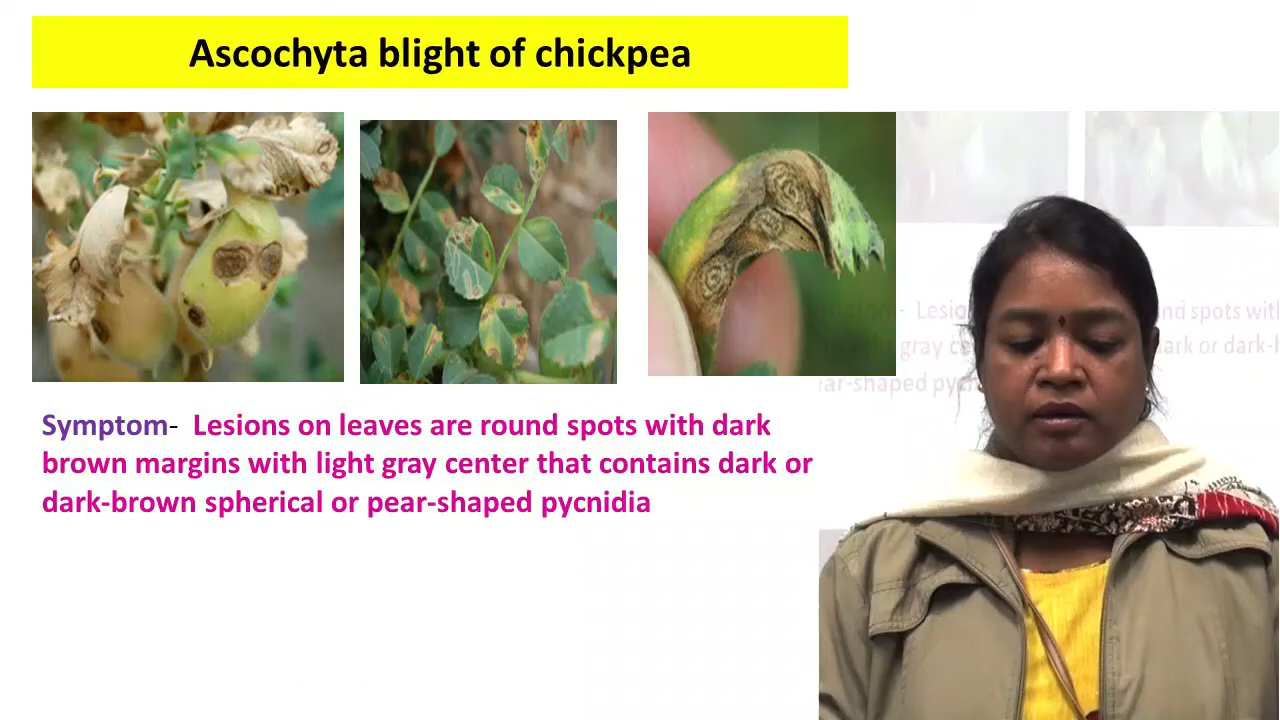 Ascochyta blight of chickpea
Symptom- Lesions on leaves are round spots with dark
brown margins with light gray center that contains dark or
dark-brown spherical or pear-shaped pycnidia